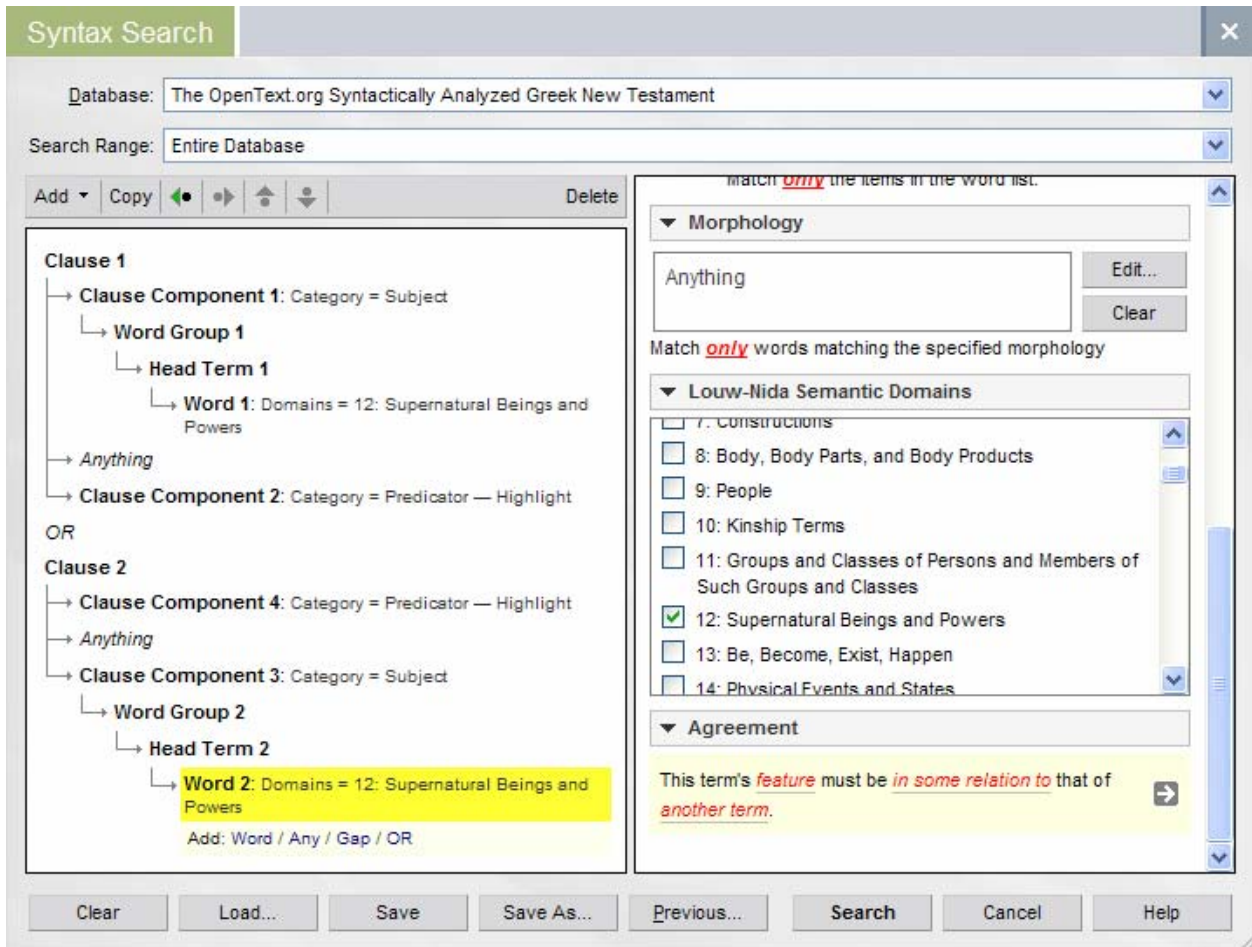 Syntax Search
Database: The OpenText.org Syntactically Analyzed Greek New Testament
Search Range: Entire Database
Add Copy Delete
Clause 1
Clause Component 1: Category = Subject
Word Group 1
Head Term 1
Word 1: Domains = 12: Supernatural Beings and
Powers
Anything
Clause Component 2: Category = Predicator — Highlight
OR
Clause 2
Clause Component 4: Category = Predicator — Highlight
Anything
Clause Component 3: Category = Subject
Word Group 2
Head Term 2
Word 2: Domains = 12: Supernatural Beings and
Powers
Add: Word / Any / Gap / OR
Match only the items in the word list.
Morphology
Anything
Edit...
Clear
Match only words matching the specified morphology
Louw-Nida Semantic Domains
7: Constructions
8: Body, Body Parts, and Body Products
9: People
10: Kinship Terms
11: Groups and Classes of Persons and Members of
Such Groups and Classes
12: Supernatural Beings and Powers
13: Be, Become, Exist, Happen
14: Physical Events and States
Agreement
This term's feature must be in some relation to that of
another term.
Clear Load... Save Save As... Previous... Search Cancel Help